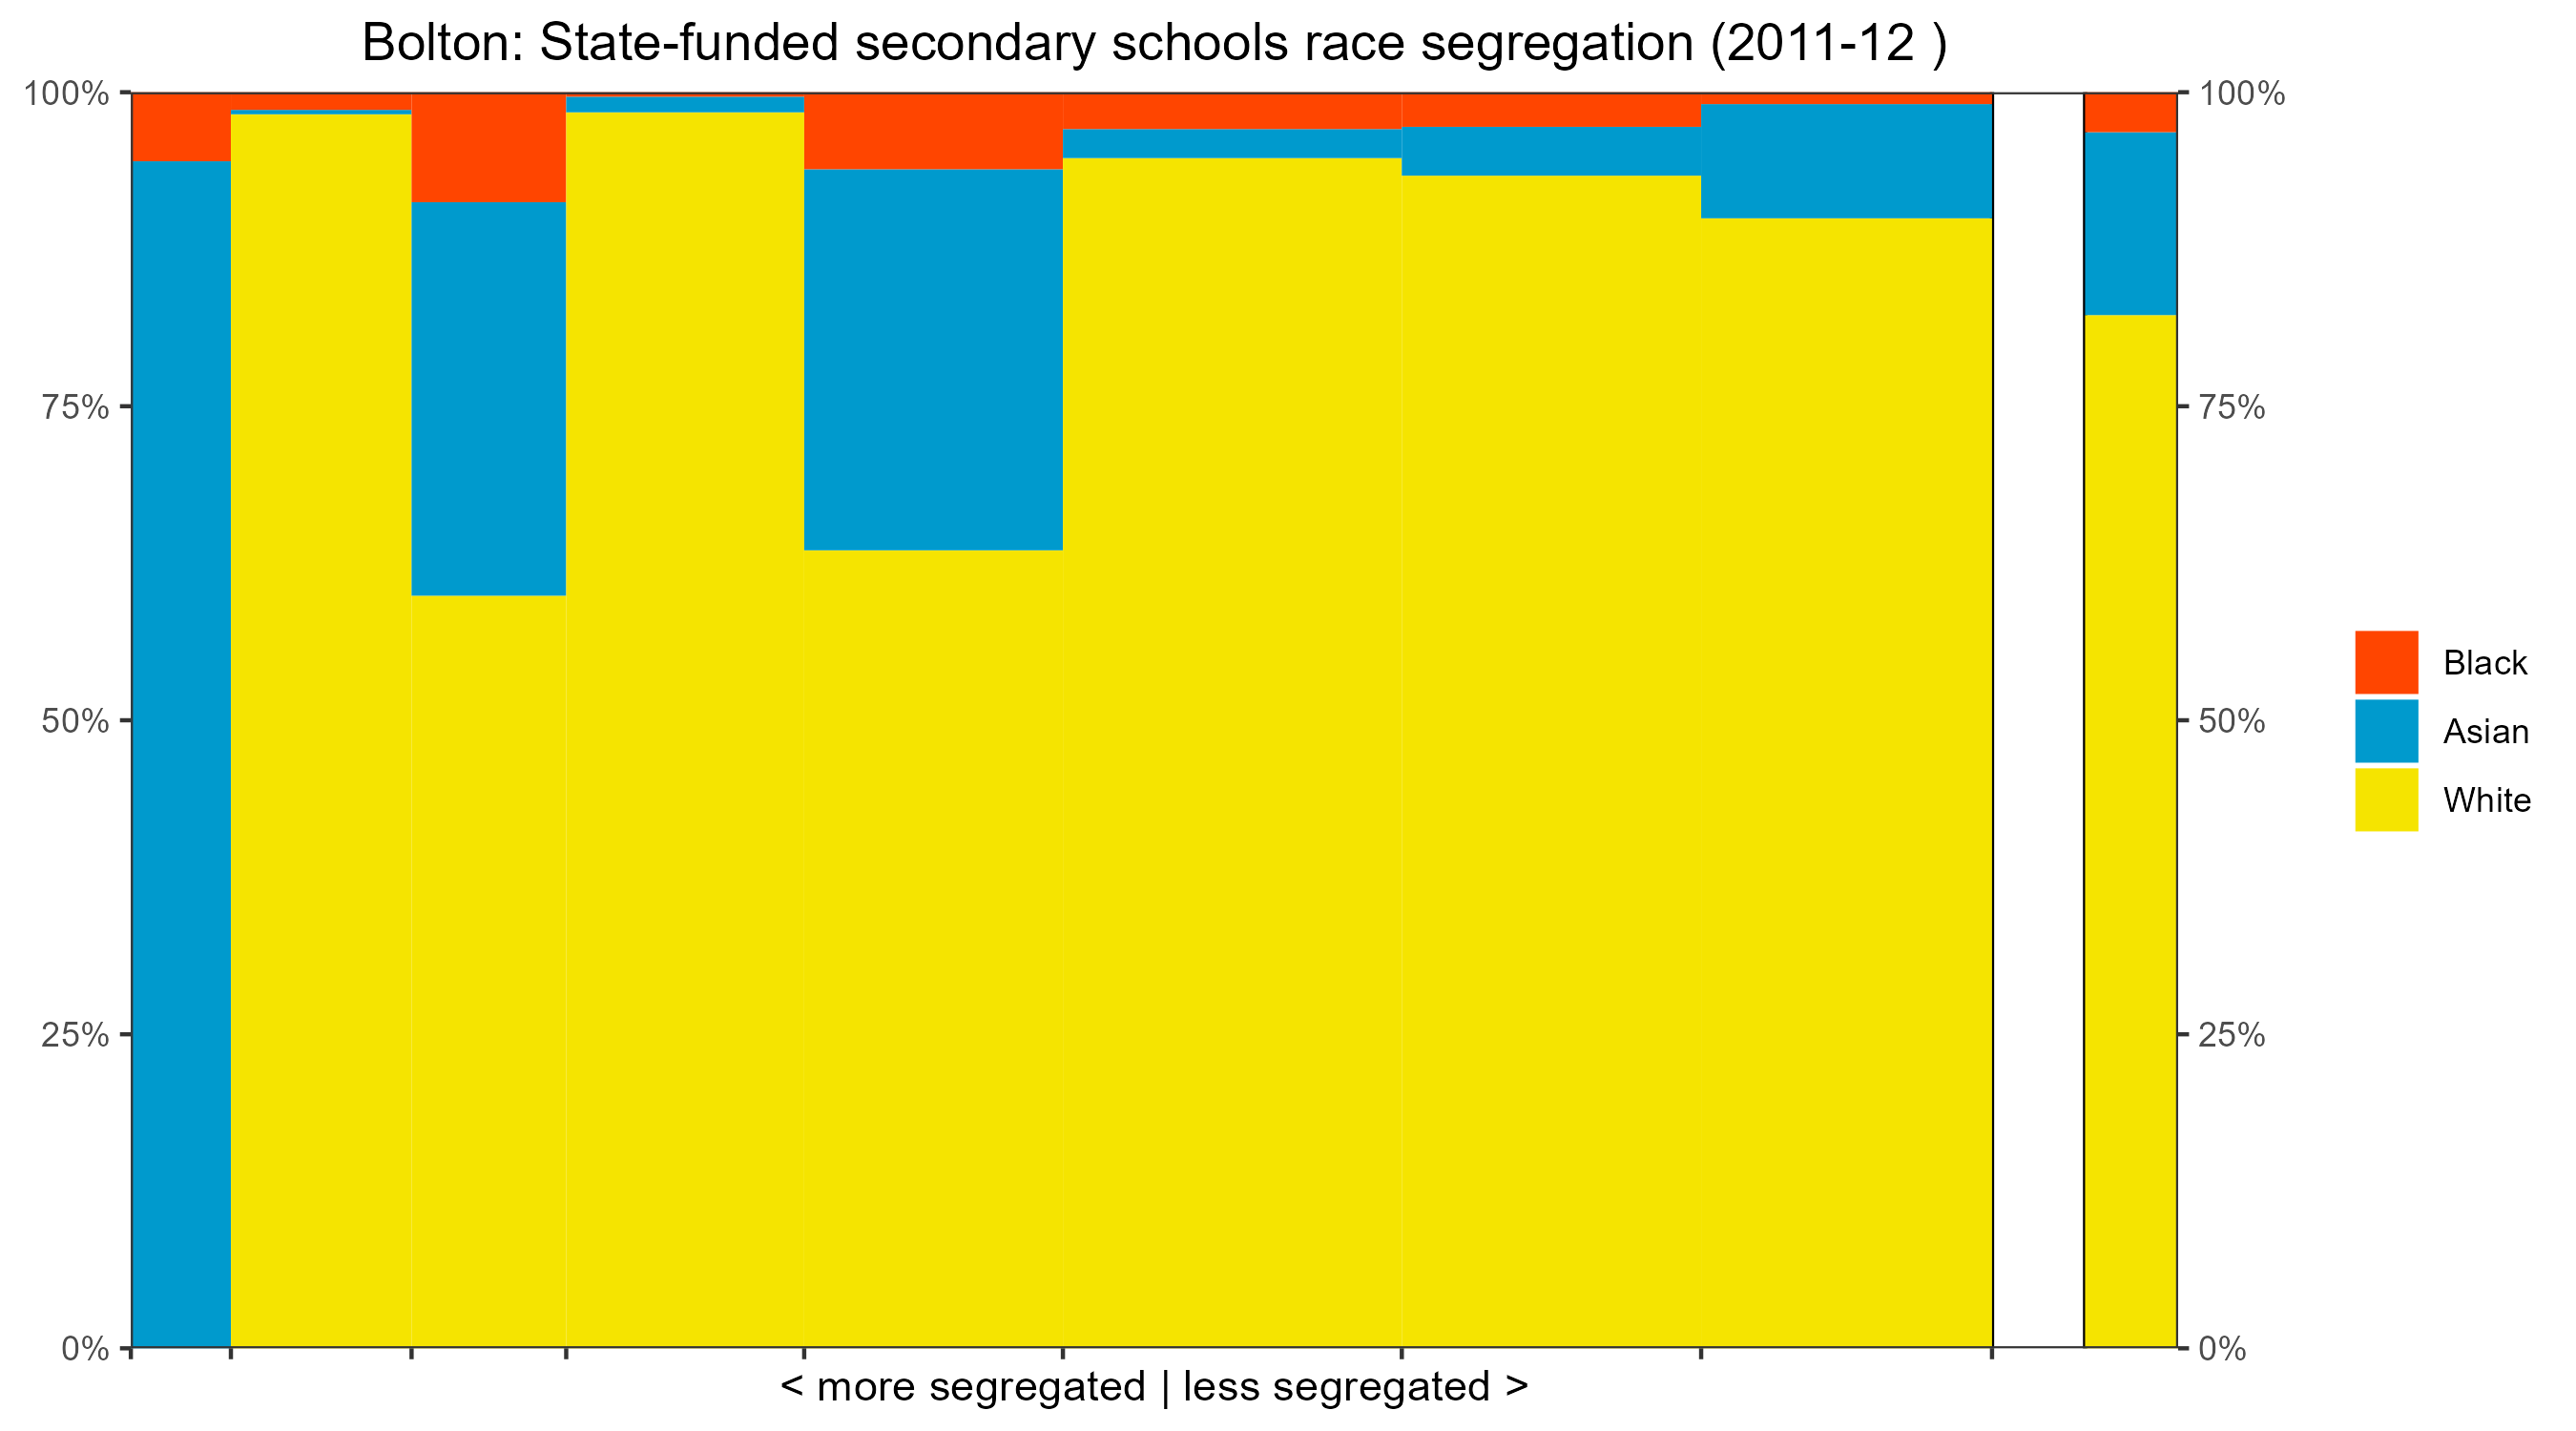 Bolton: State-funded secondary schools race segregation (2011-12 )
100%
75%
50%
25%
0%
100%
75%
50%
25%
0%
Black
Asian
White
< more segregated | less segregated >